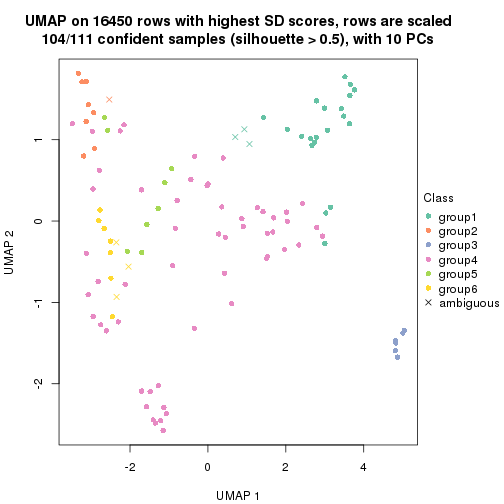 UMAP on 16450 rows with highest SD scores, rows are scaled
104/111 confident samples (silhouette > 0.5), with 10 PCs
UMAP 2
1
0
-1
-2
-2
0
2
4
UMAP 1
Class
group1
group2
group3
group4
group5
group6
ambiguous